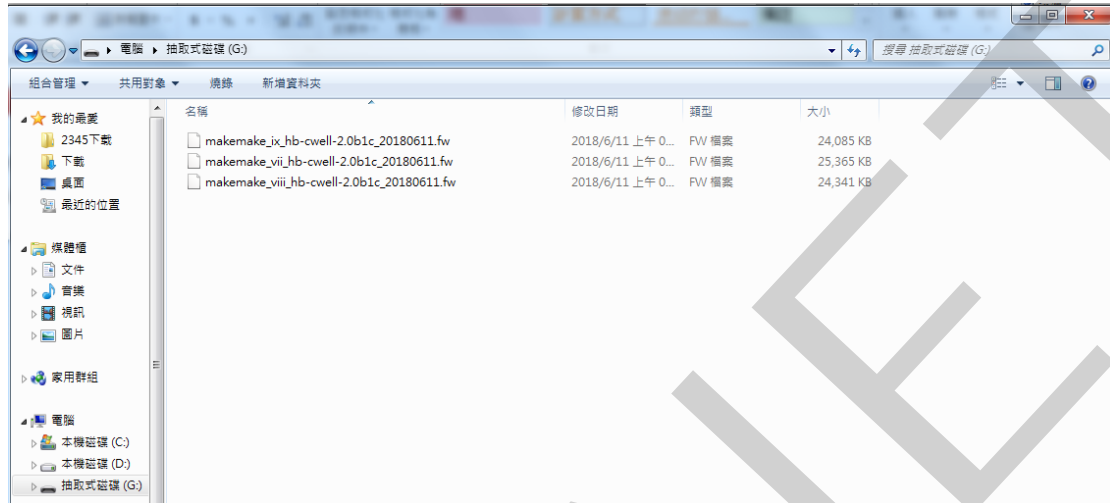 電腦 抽取式磁碟 (G:) 搜尋 抽取式磁碟 (G:)
組合管理 共用對象 燒錄 新增資料夾
名稱 修改日期 類型 大小
makemake_ix_hb-cwell-2.0b1c_20180611.fw 2018/6/11 上午 0... FW 檔案 24,085 KB
makemake_vii_hb-cwell-2.0b1c_20180611.fw 2018/6/11 上午 0... FW 檔案 25,365 KB
makemake_viii_hb-cwell-2.0b1c_20180611.fw 2018/6/11 上午 0... FW 檔案 24,341 KB
我的最愛
2345下載
下載
桌面
最近的位置
媒體櫃
文件
音樂
視訊
圖片
家用群組
電腦
本機磁碟 (C:)
本機磁碟 (D:)
抽取式磁碟 (G:)